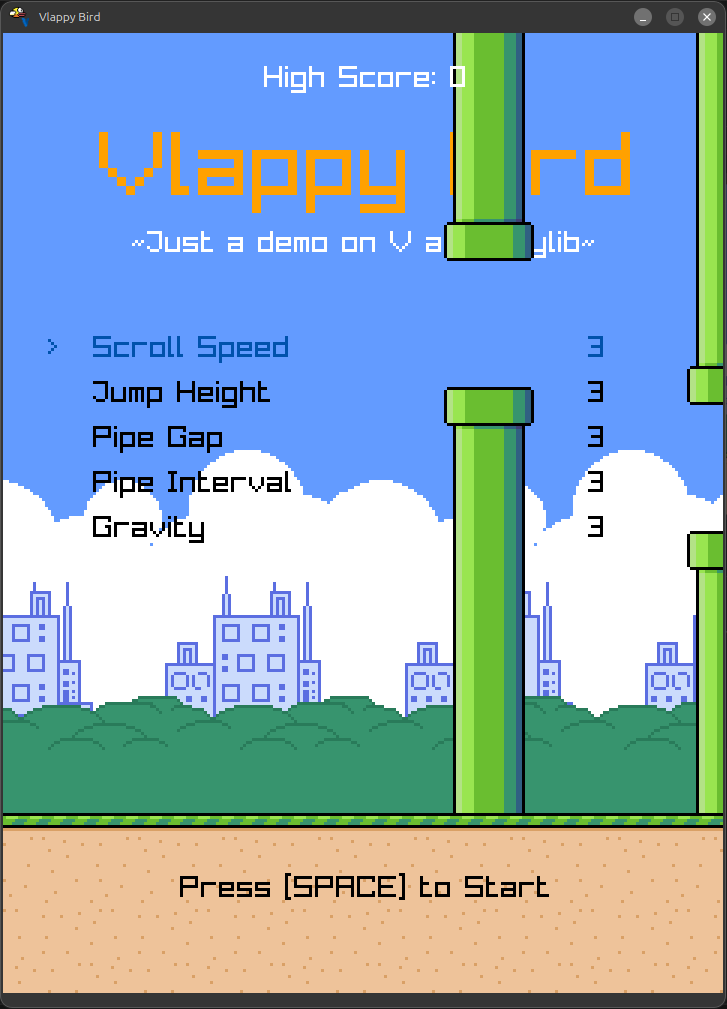 Vlappy Bird
High Score: 0
Vlappy rd
~Just a demo on V a ylib~
> Scroll Speed 3
Jump Height 3
Pipe Gap 3
Pipe Interval 3
Gravity 3
Press [SPACE] to Start